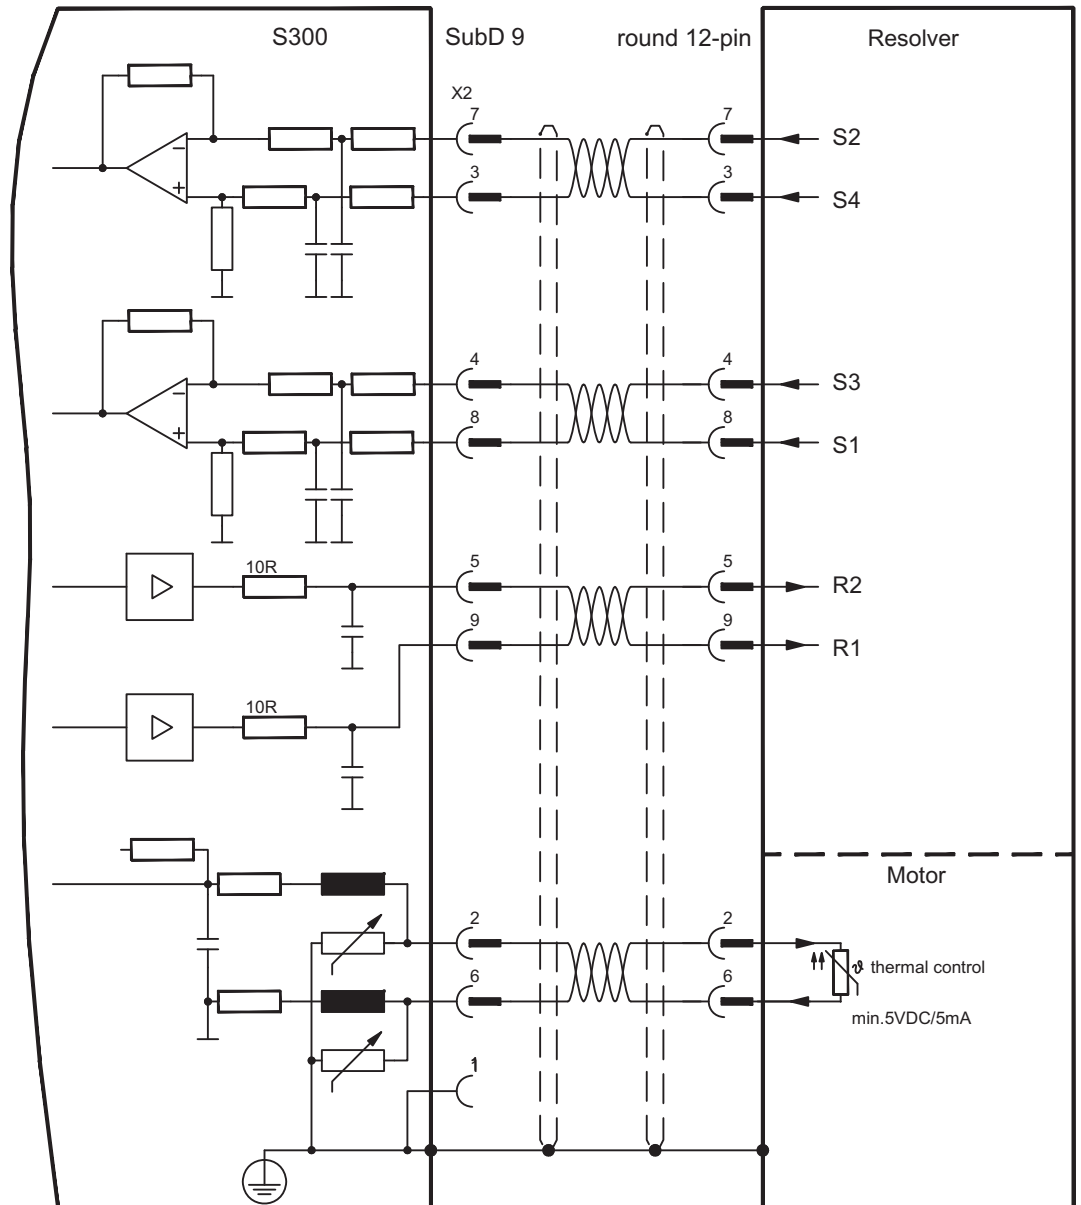 S300 SubD 9 round 12-pin Resolver
X2
7 7
S2
3 3
S4
4 4
S3
8 8
S1
10R 5 5
R2
9 9
R1
10R
Motor
2 2
ϑ thermal control
6 6
min.5VDC/5mA
1